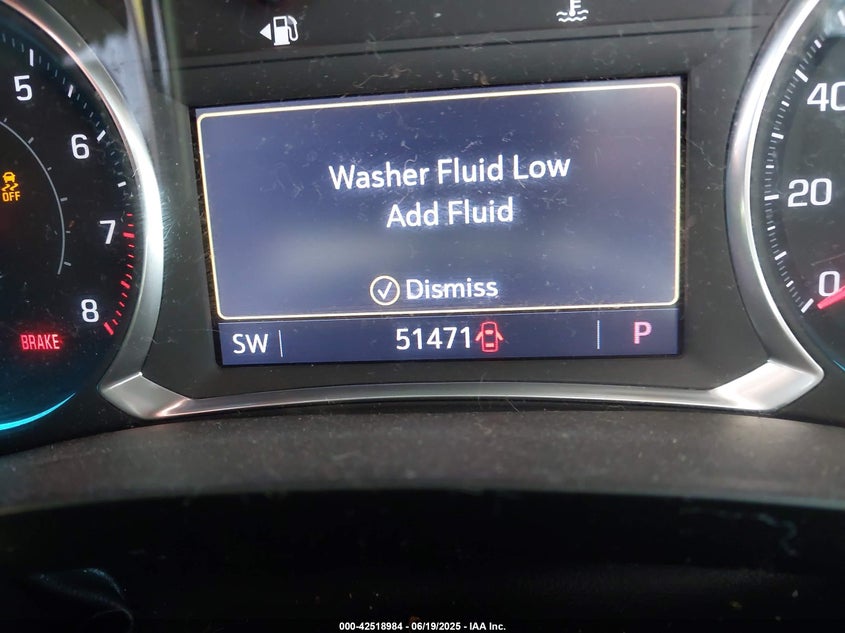 5
6
7
8
OFF
BRAKE
Washer Fluid Low
Add Fluid
Dismiss
SW
51471
P
40
20
0
000-42518984 - 06/19/2025 - IAA Inc.